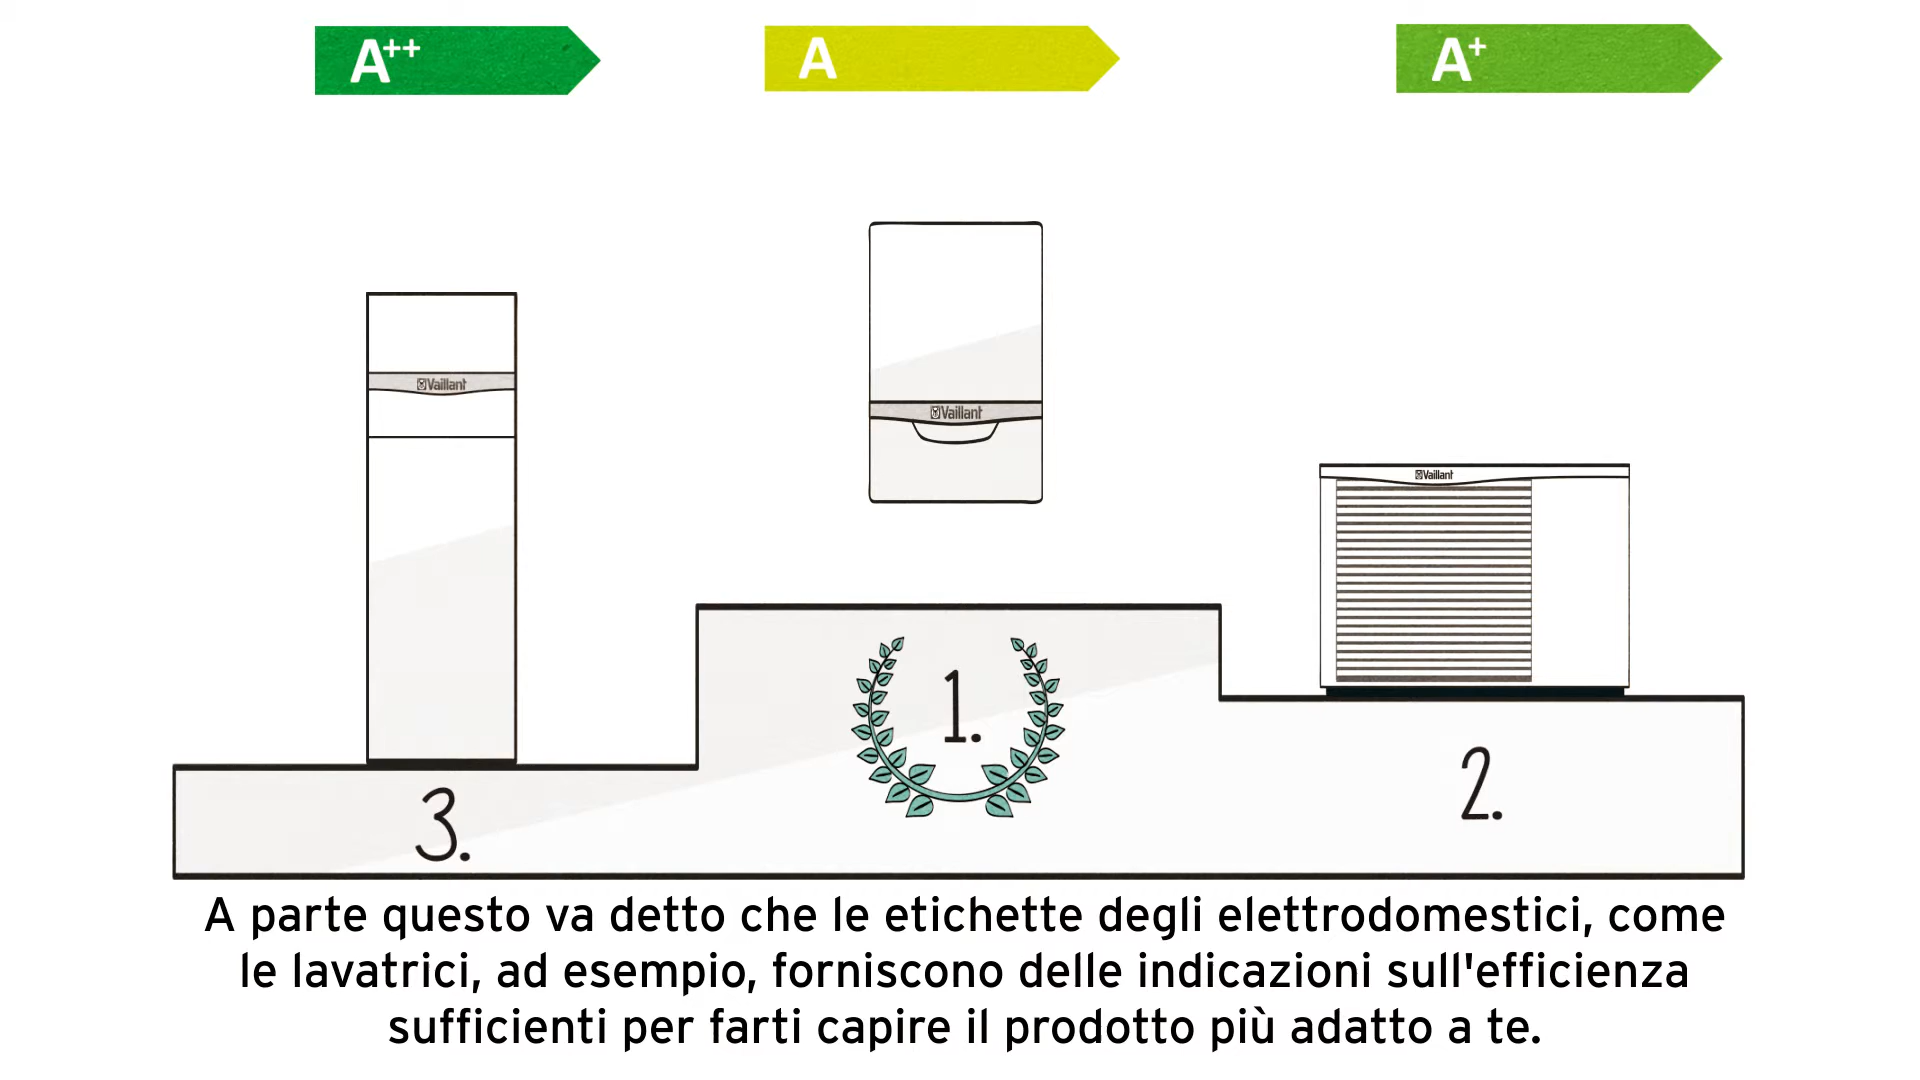 A++
A
A+
Vaillant
Vaillant
Vaillant
1.
2.
3.
A parte questo va detto che le etichette degli elettrodomestici, come
le lavatrici, ad esempio, forniscono delle indicazioni sull'efficienza
sufficienti per farti capire il prodotto più adatto a te.